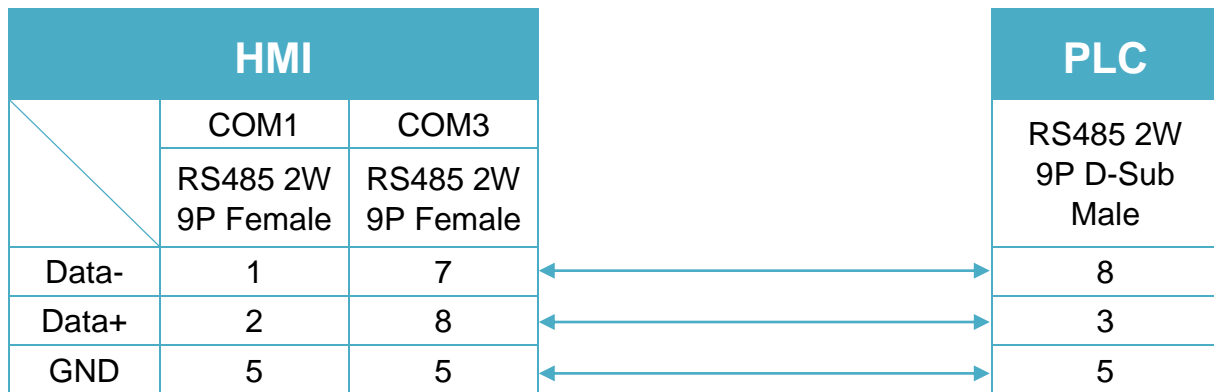 HMI
PLC
COM1 COM3
RS485 2W
9P Female
RS485 2W
9P Female
RS485 2W
9P D-Sub
Male
Data- 1 7 8
Data+ 2 8 3
GND 5 5 5